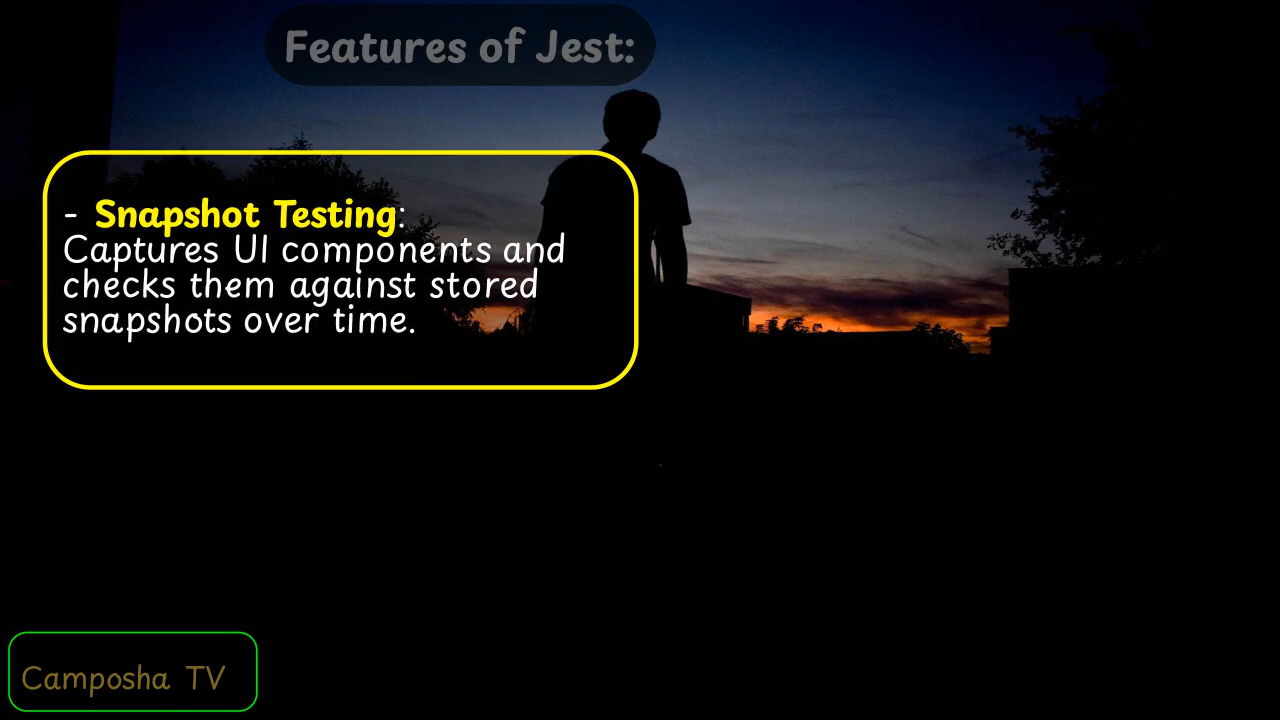 Features of Jest:
- Snapshot Testing:
Captures UI components and
checks them against stored
snapshots over time.
Camposha TV